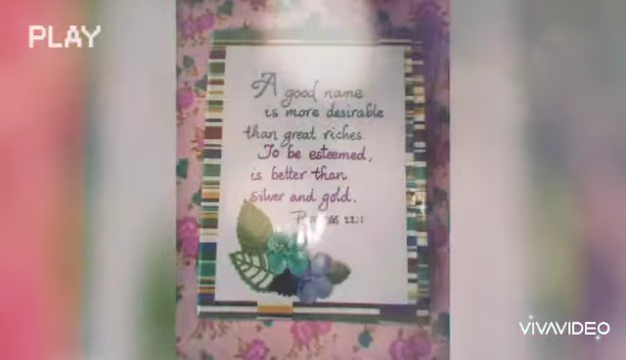 PLAY
A good name
is more desirable
than great riches.
To be esteemed,
is better than
silver and gold.
22:1
VIVAVIDEO